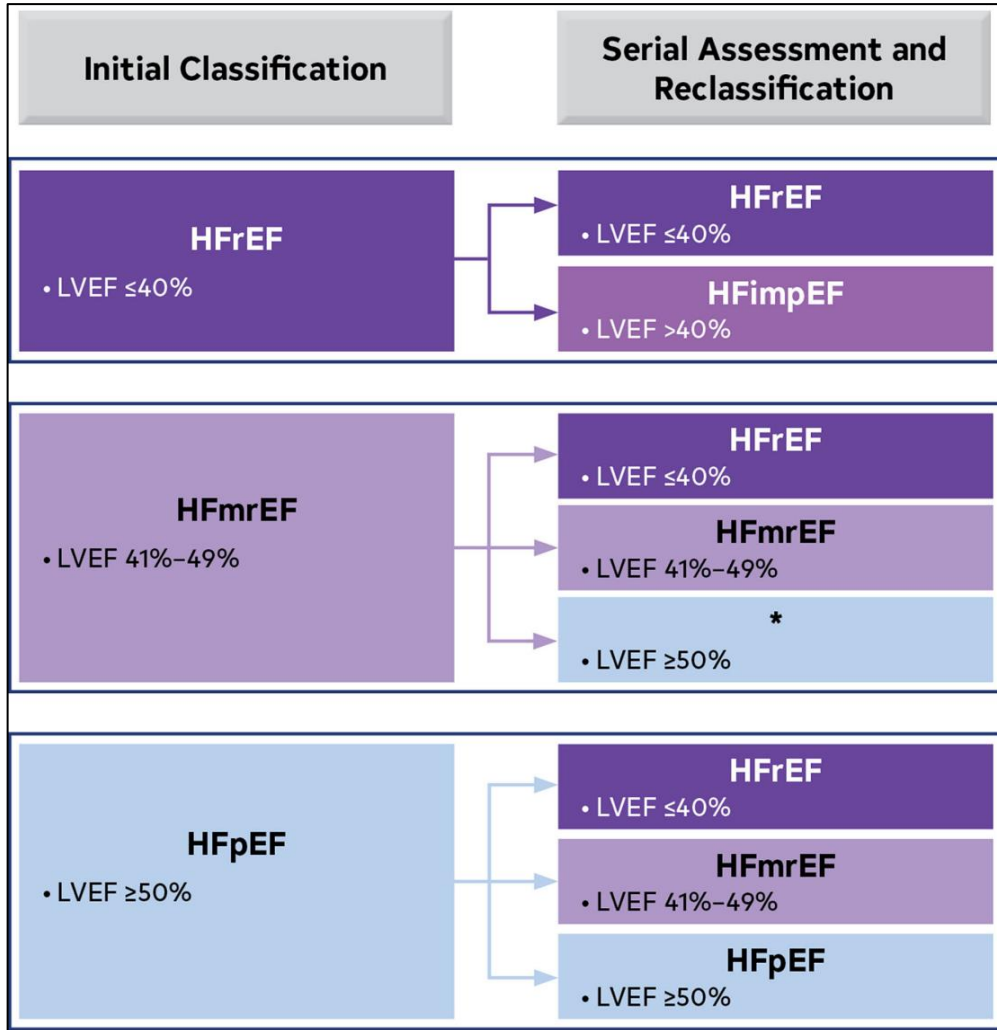 Initial Classification
Serial Assessment and
Reclassification
HFrEF
• LVEF ≤40%
HFrEF
• LVEF ≤40%
HFimpEF
• LVEF >40%
HFmrEF
• LVEF 41%–49%
HFrEF
• LVEF ≤40%
HFmrEF
• LVEF 41%–49%
*
• LVEF ≥50%
HFpEF
• LVEF ≥50%
HFrEF
• LVEF ≤40%
HFmrEF
• LVEF 41%–49%
HFpEF
• LVEF ≥50%